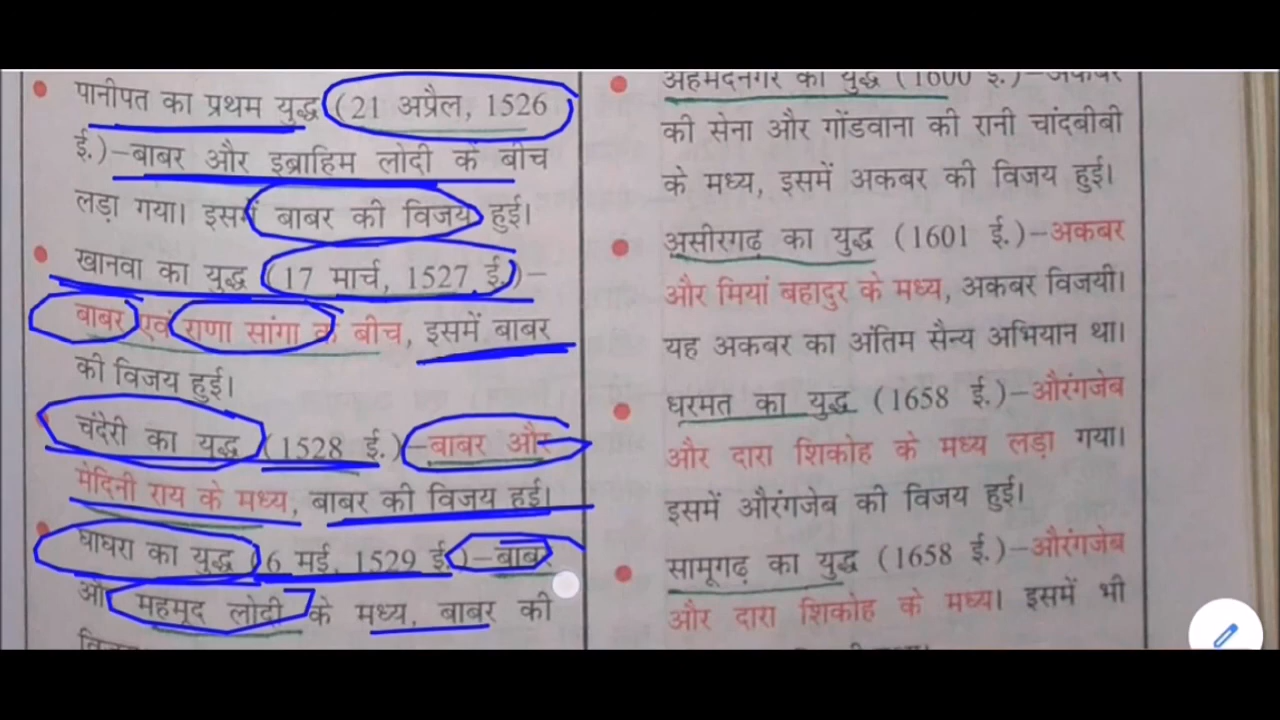 पानीपत का प्रथम युद्ध (21 अप्रैल, 1526
ई.)–बाबर और इब्राहिम लोदी के बीच
लड़ा गया। इसमें बाबर की विजय हुई।
खानवा का युद्ध (17 मार्च, 1527 ई.)–
बाबर एवं राणा सांगा के बीच, इसमें बाबर
की विजय हुई।
चंदेरी का युद्ध (1528 ई.)–बाबर और
मेदिनी राय के मध्य, बाबर की विजय हुई।
घाघरा का युद्ध (6 मई, 1529 ई.)–बाबर
और महमूद लोदी के मध्य, बाबर की
अहमदनगर का युद्ध (1600 ई.)–अकबर
की सेना और गोंडवाना की रानी चांदबीबी
के मध्य, इसमें अकबर की विजय हुई।
असीरगढ़ का युद्ध (1601 ई.)–अकबर
और मियां बहादुर के मध्य, अकबर विजयी।
यह अकबर का अंतिम सैन्य अभियान था।
धरमत का युद्ध (1658 ई.)–औरंगजेब
और दारा शिकोह के मध्य लड़ा गया।
इसमें औरंगजेब की विजय हुई।
सामूगढ़ का युद्ध (1658 ई.)–औरंगजेब
और दारा शिकोह के मध्य। इसमें भी